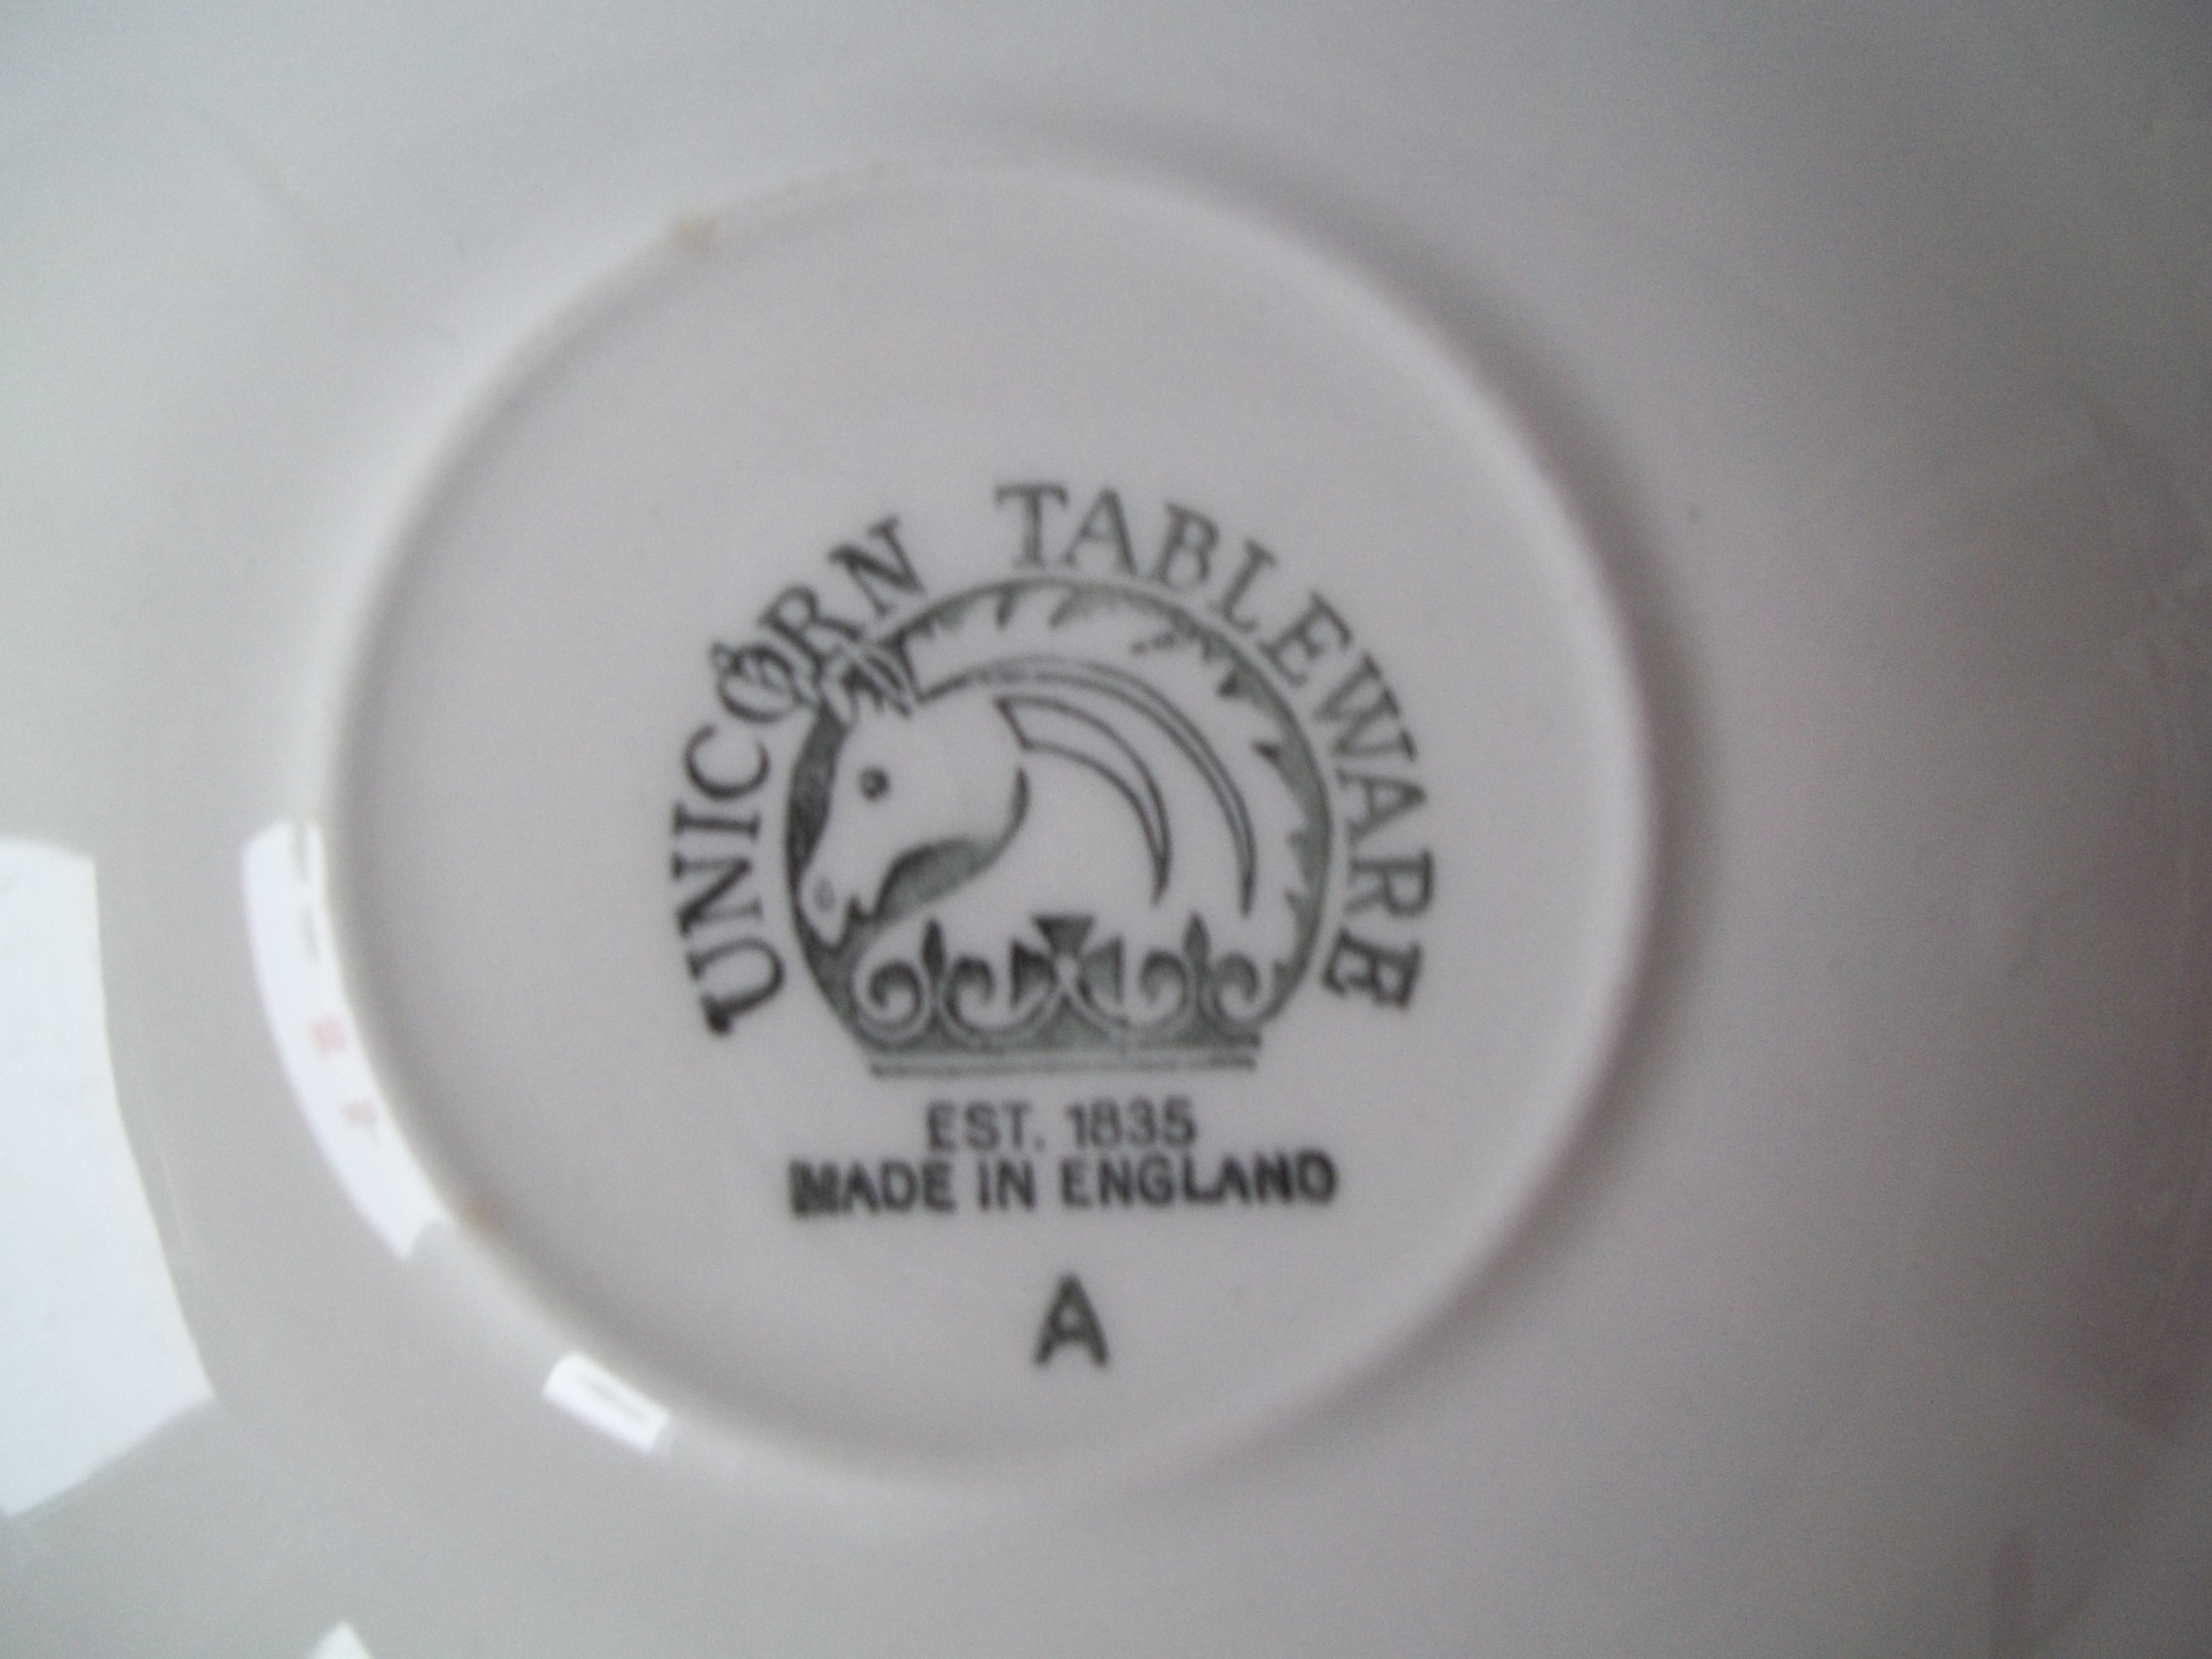 UNICORN TABLEWARE
EST. 1835
MADE IN ENGLAND
A